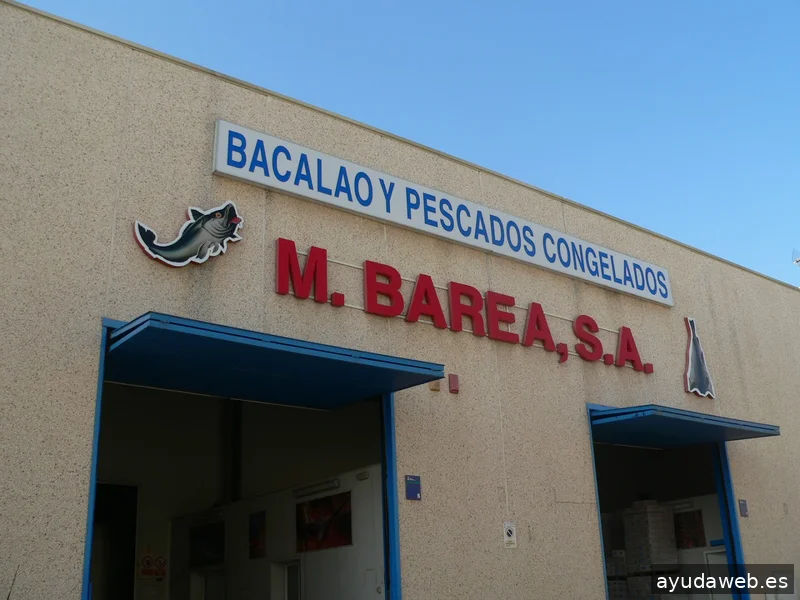 BACALAO Y PESCADOS CONGELADOS
M. BAREA, S.A.
ayudaweb.es